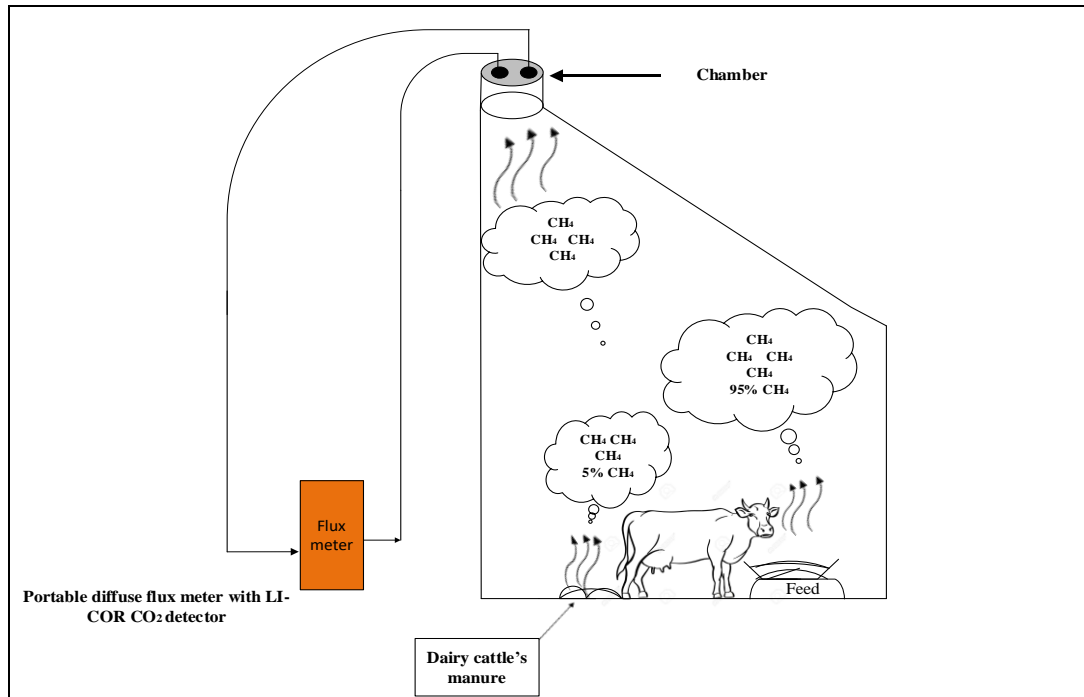 Chamber
CH₄
CH₄ CH₄
CH₄
CH₄
CH₄ CH₄
CH₄
95% CH₄
CH₄ CH₄
CH₄
5% CH₄
Flux
meter
Feed
Portable diffuse flux meter with LI-
COR CO₂ detector
Dairy cattle’s
manure